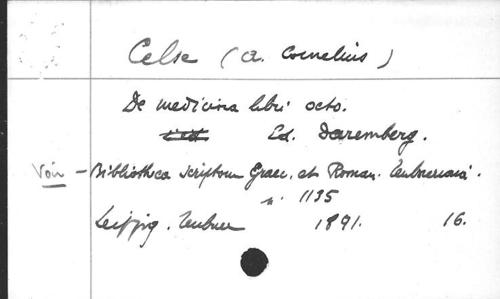 Celse (A. Cornelius)
De medicina libri octo.
Ed. Daremberg.
Voir - Bibliotheca scriptorum Graec. et Roman. Teubneriana.
n° 1135
Leipzig. Teubner 1891. 16.